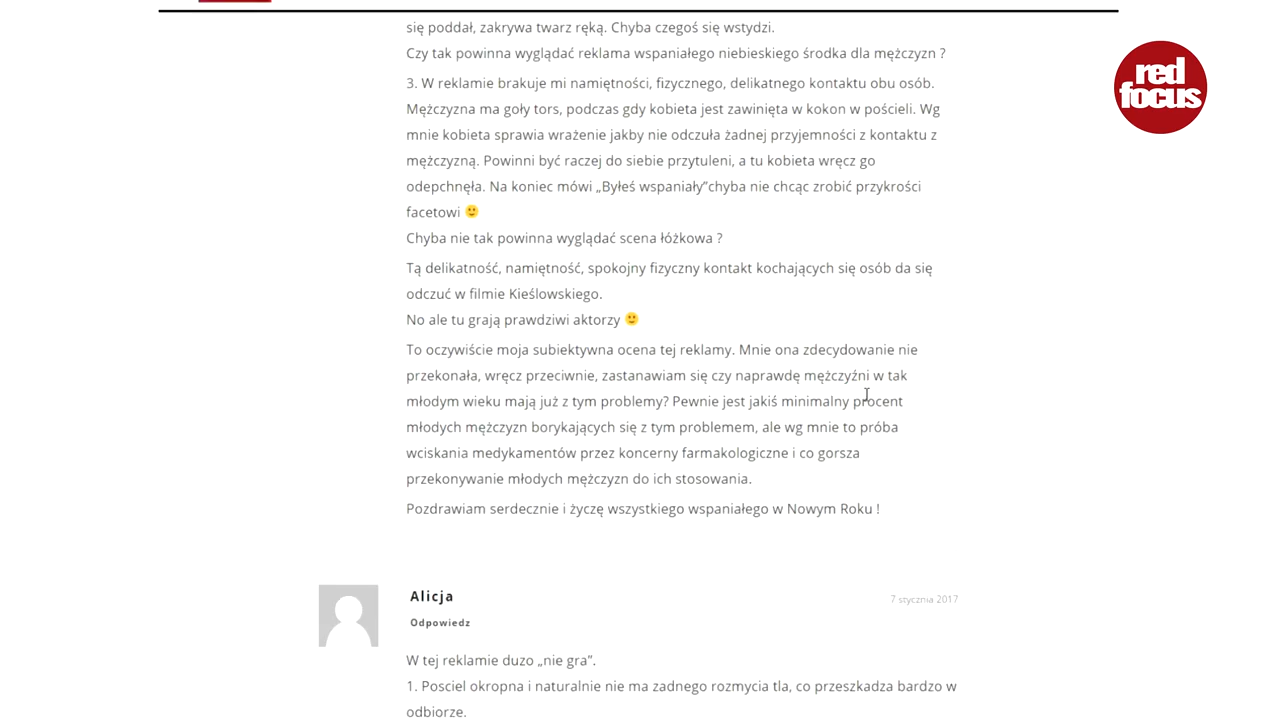 się poddał, zakrywa twarz ręką. Chyba czegoś się wstydzi.
Czy tak powinna wyglądać reklama wspaniałego niebieskiego środka dla mężczyzn ?
red
focus
3. W reklamie brakuje mi namiętności, fizycznego, delikatnego kontaktu obu osób.
Mężczyzna ma goły tors, podczas gdy kobieta jest zawinięta w kokon w pościeli. Wg
mnie kobieta sprawia wrażenie jakby nie odczuła żadnej przyjemności z kontaktu z
mężczyzną. Powinni być raczej do siebie przytuleni, a tu kobieta wręcz go
odepchnęła. Na koniec mówi „Byłeś wspaniały”chyba nie chcąc zrobić przykrości
facetowi 🙂
Chyba nie tak powinna wyglądać scena łóżkowa ?
Tą delikatność, namiętność, spokojny fizyczny kontakt kochających się osób da się
odczuć w filmie Kieślowskiego.
No ale tu grają prawdziwi aktorzy 🙂
To oczywiście moja subiektywna ocena tej reklamy. Mnie ona zdecydowanie nie
przekonała, wręcz przeciwnie, zastanawiam się czy naprawdę mężczyźni w tak
młodym wieku mają już z tym problemy? Pewnie jest jakiś minimalny procent
młodych mężczyzn borykających się z tym problemem, ale wg mnie to próba
wciskania medykamentów przez koncerny farmakologiczne i co gorsza
przekonywanie młodych mężczyzn do ich stosowania.
Pozdrawiam serdecznie i życzę wszystkiego wspaniałego w Nowym Roku !
Alicja
7 stycznia 2017
Odpowiedz
W tej reklamie duzo „nie gra”.
1. Posciel okropna i naturalnie nie ma zadnego rozmycia tla, co przeszkadza bardzo w
odbiorze.